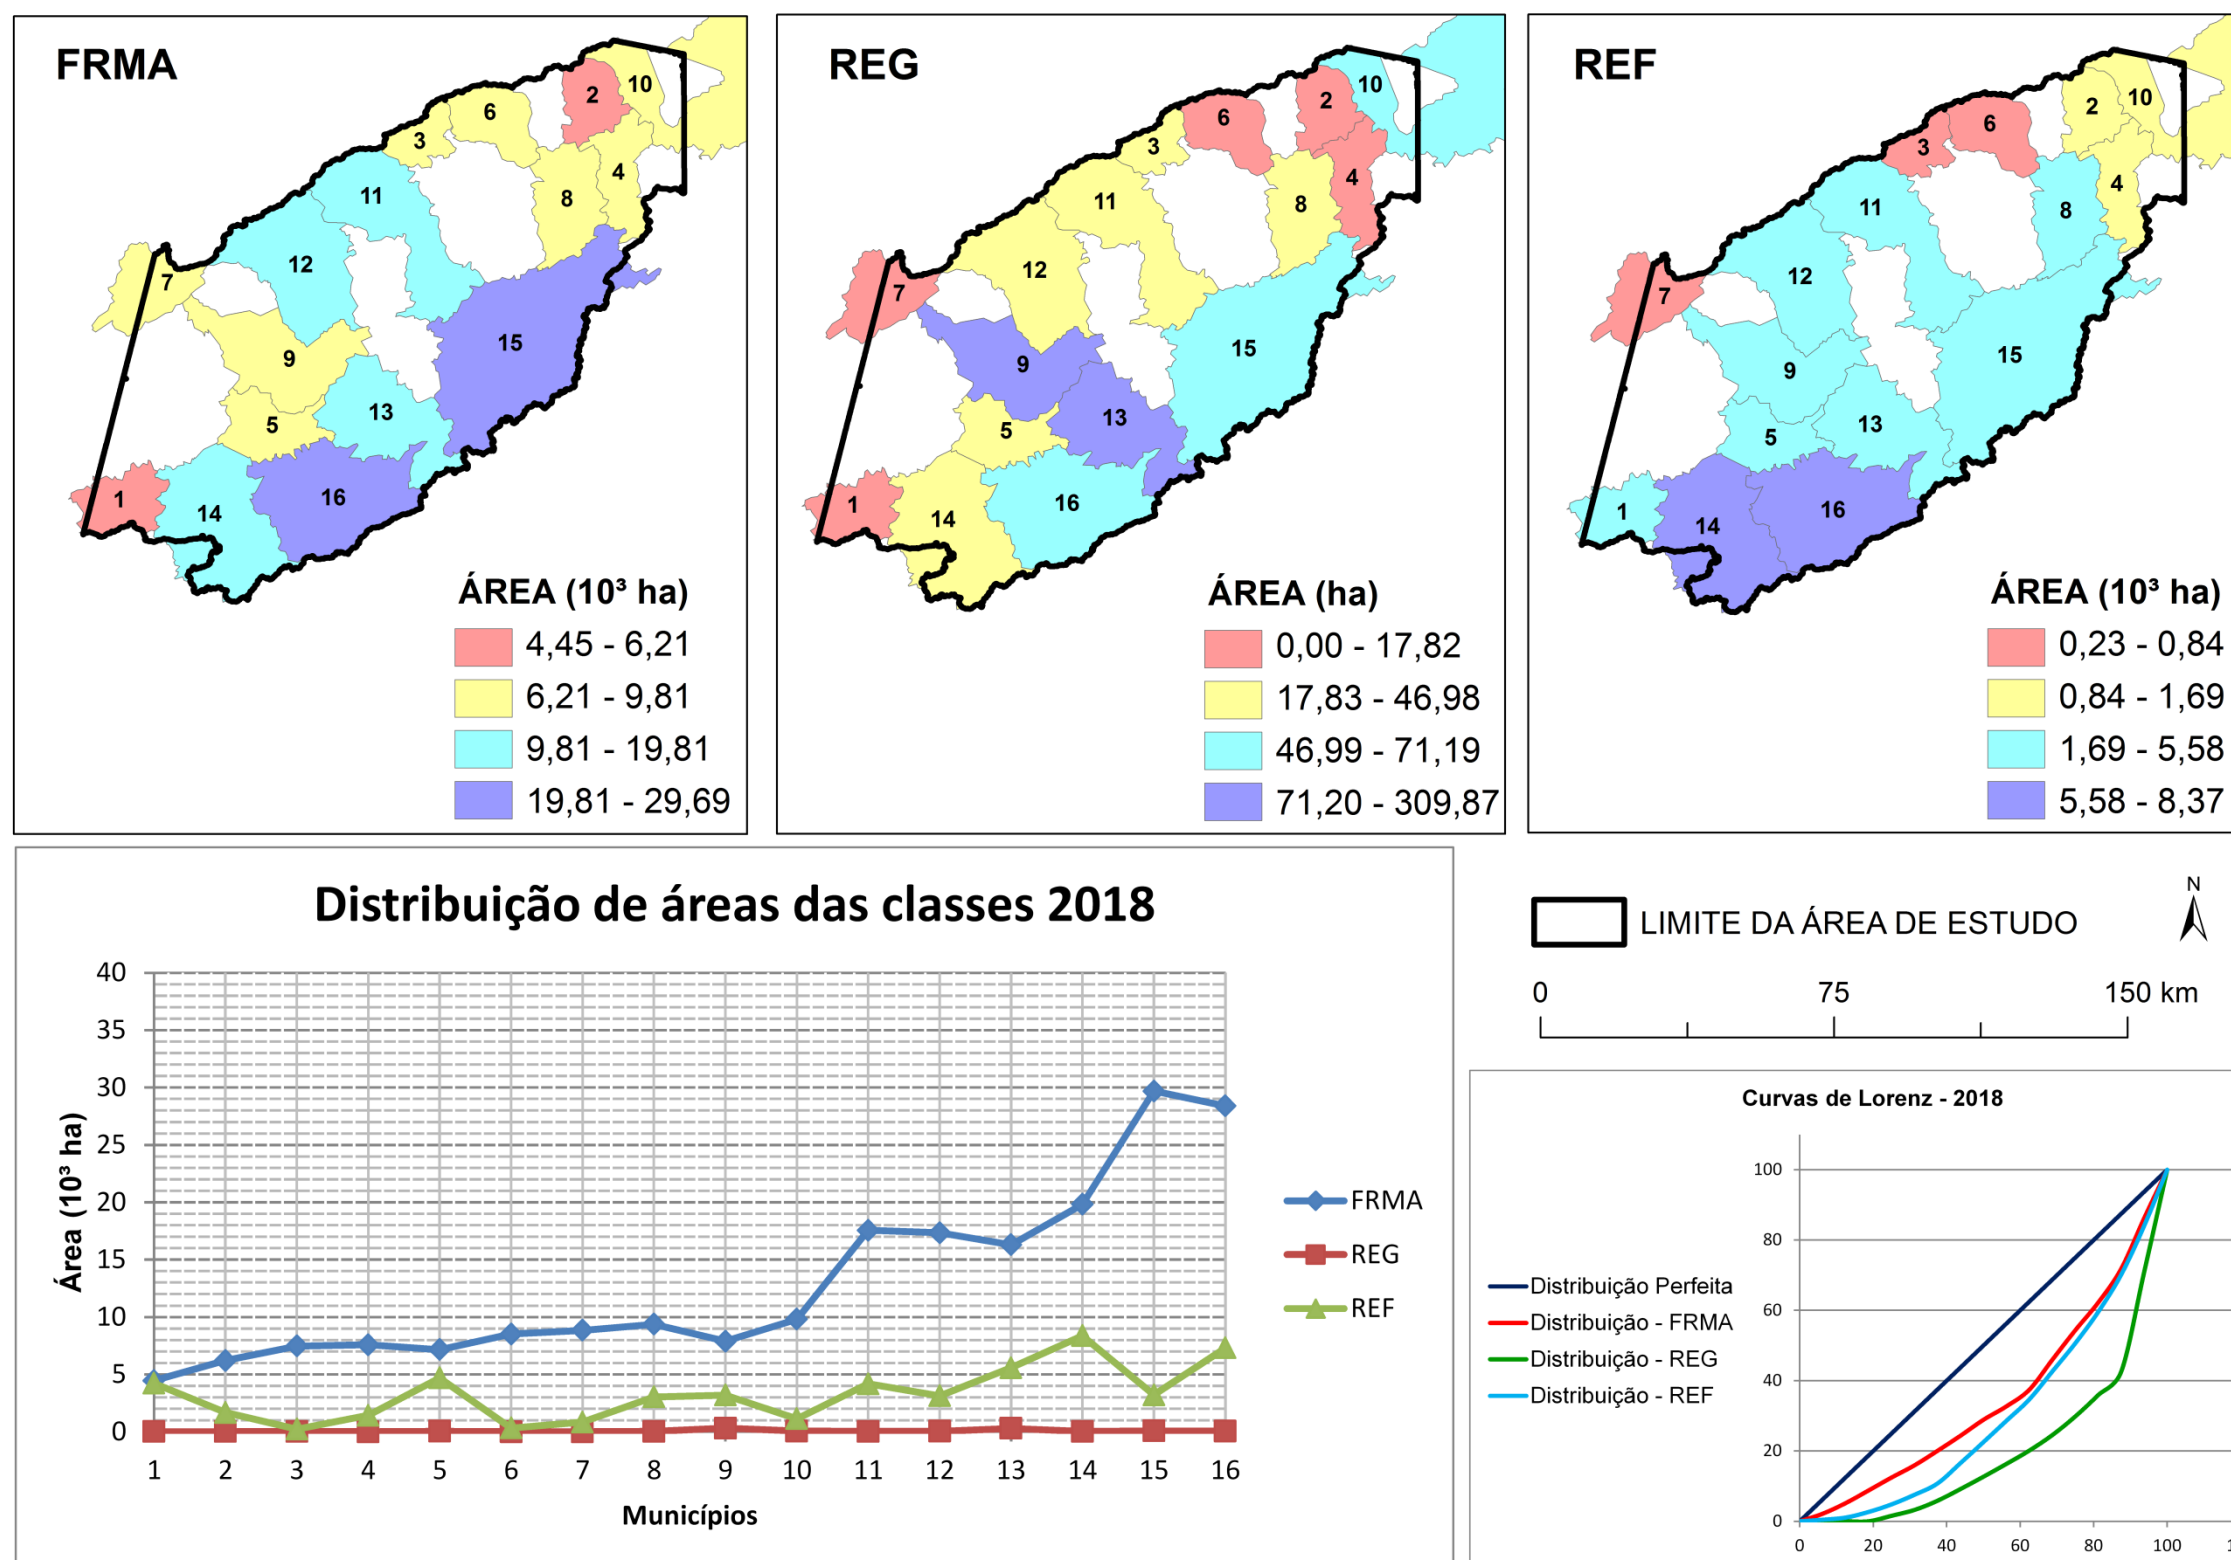 FRMA
2
10
6
3
4
8
11
12
7
15
9
13
5
16
1
14
ÁREA (10³ ha)
4,45 - 6,21
6,21 - 9,81
9,81 - 19,81
19,81 - 29,69
REG
10
2
6
3
4
8
11
12
7
15
9
13
5
16
1
14
ÁREA (ha)
0,00 - 17,82
17,83 - 46,98
46,99 - 71,19
71,20 - 309,87
REF
10
2
6
3
4
8
11
12
7
15
9
13
5
16
1
14
ÁREA (10³ ha)
0,23 - 0,84
0,84 - 1,69
1,69 - 5,58
5,58 - 8,37
Distribuição de áreas das classes 2018
40
35
30
25
20
15
10
5
0
Área (10³ ha)
1 2 3 4 5 6 7 8 9 10 11 12 13 14 15 16
Municípios
FRMA
REG
REF
LIMITE DA ÁREA DE ESTUDO
N
0 75 150 km
Curvas de Lorenz - 2018
100
80
60
40
20
0
0 20 40 60 80 100
Distribuição Perfeita
Distribuição - FRMA
Distribuição - REG
Distribuição - REF